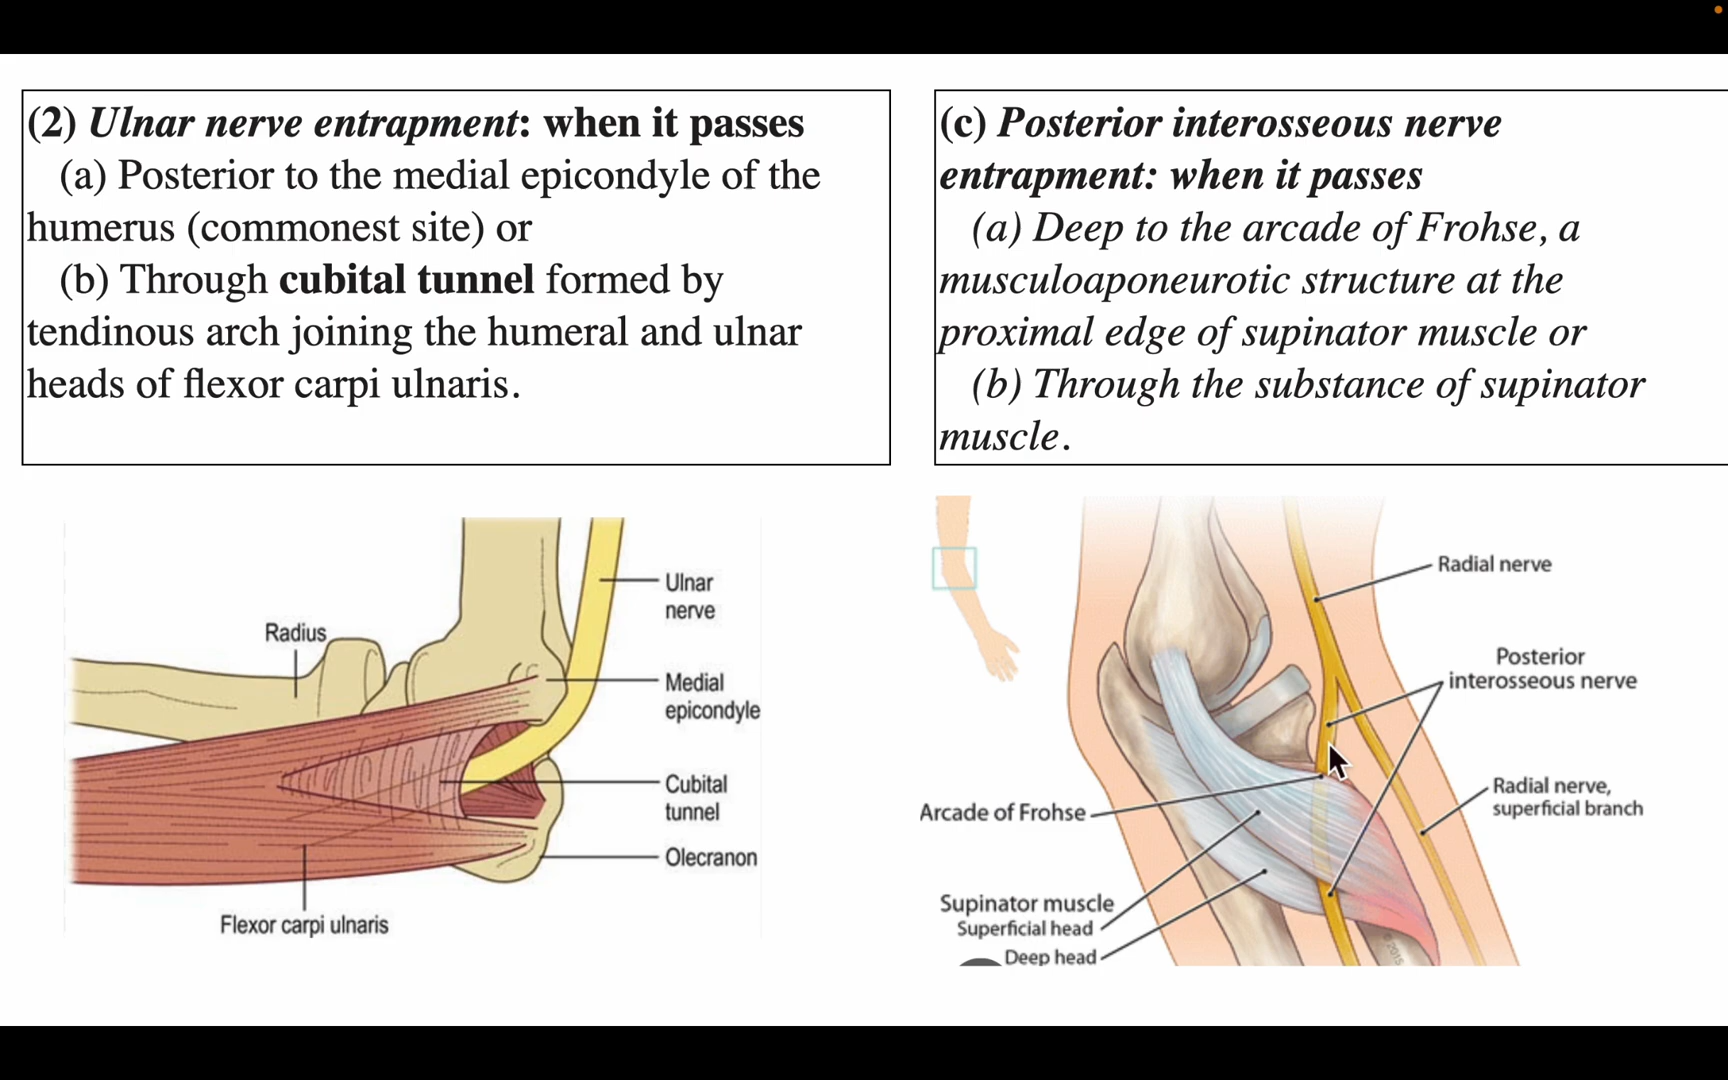 (2) Ulnar nerve entrapment: when it passes
(a) Posterior to the medial epicondyle of the
humerus (commonest site) or
(b) Through cubital tunnel formed by
tendinous arch joining the humeral and ulnar
heads of flexor carpi ulnaris.
(c) Posterior interosseous nerve
entrapment: when it passes
(a) Deep to the arcade of Frohse, a
musculoaponeurotic structure at the
proximal edge of supinator muscle or
(b) Through the substance of supinator
muscle.
Radius
Ulnar
nerve
Medial
epicondyle
Cubital
tunnel
Olecranon
Flexor carpi ulnaris
Radial nerve
Posterior
interosseous nerve
Radial nerve,
superficial branch
Arcade of Frohse
Supinator muscle
Superficial head
Deep head
©2015